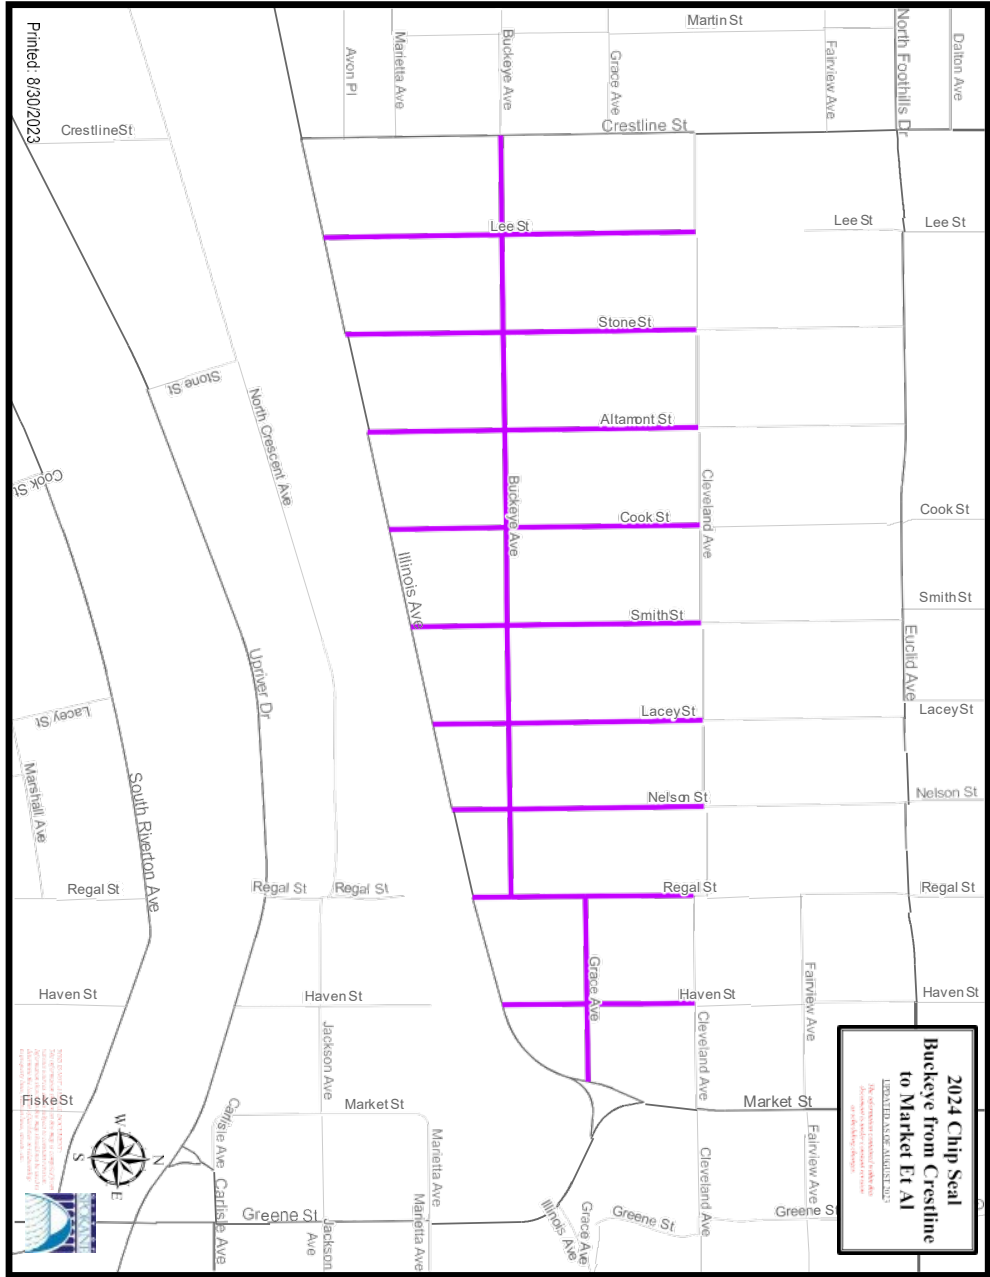 2024 Chip Seal
Buckeye from Crestline
to Market Et Al
UPDATED AS OF AUGUST 2023
Printed: 8/30/2023
Martin St
Avon Pl
Marietta Ave
Buckeye Ave
Grace Ave
Fairview Ave
North Foothills Dr
Dalton Ave
Crestline St
Crestline St
Lee St
Lee St
Lee St
Stone St
Stone St
North Crescent Ave
Altamont St
Cook St
Buckeye Ave
Cleveland Ave
Cook St
Cook St
Illinois Ave
Smith St
Smith St
Upriver Dr
Euclid Ave
Lacey St
Lacey St
Lacey St
Marshall Ave
South Riverton Ave
Nelson St
Nelson St
Regal St
Regal St
Regal St
Regal St
Regal St
Grace Ave
Fairview Ave
Haven St
Haven St
Haven St
Haven St
Jackson Ave
Cleveland Ave
Fiske St
Carlisle Ave
Market St
Market St
Marietta Ave
Cleveland Ave
Fairview Ave
W
N
S
E
SPOKANE
Carlisle Ave
Greene St
Jackson
Ave
Marietta Ave
Illinois Ave
Grace Ave
Greene St
Greene St